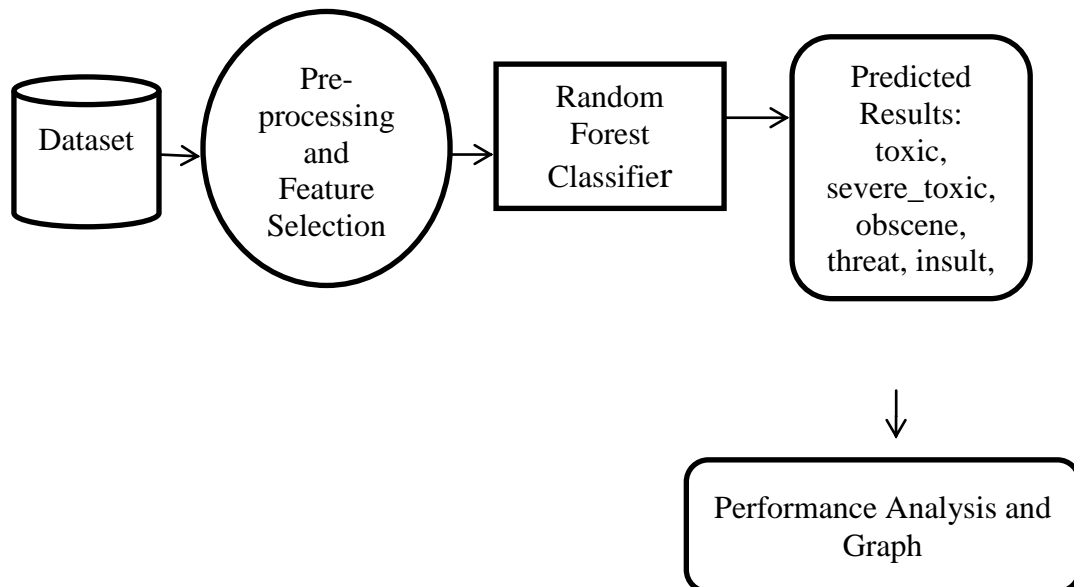 Dataset
Pre-
processing
and
Feature
Selection
Random
Forest
Classifier
Predicted
Results:
toxic,
severe_toxic,
obscene,
threat, insult,
Performance Analysis and
Graph